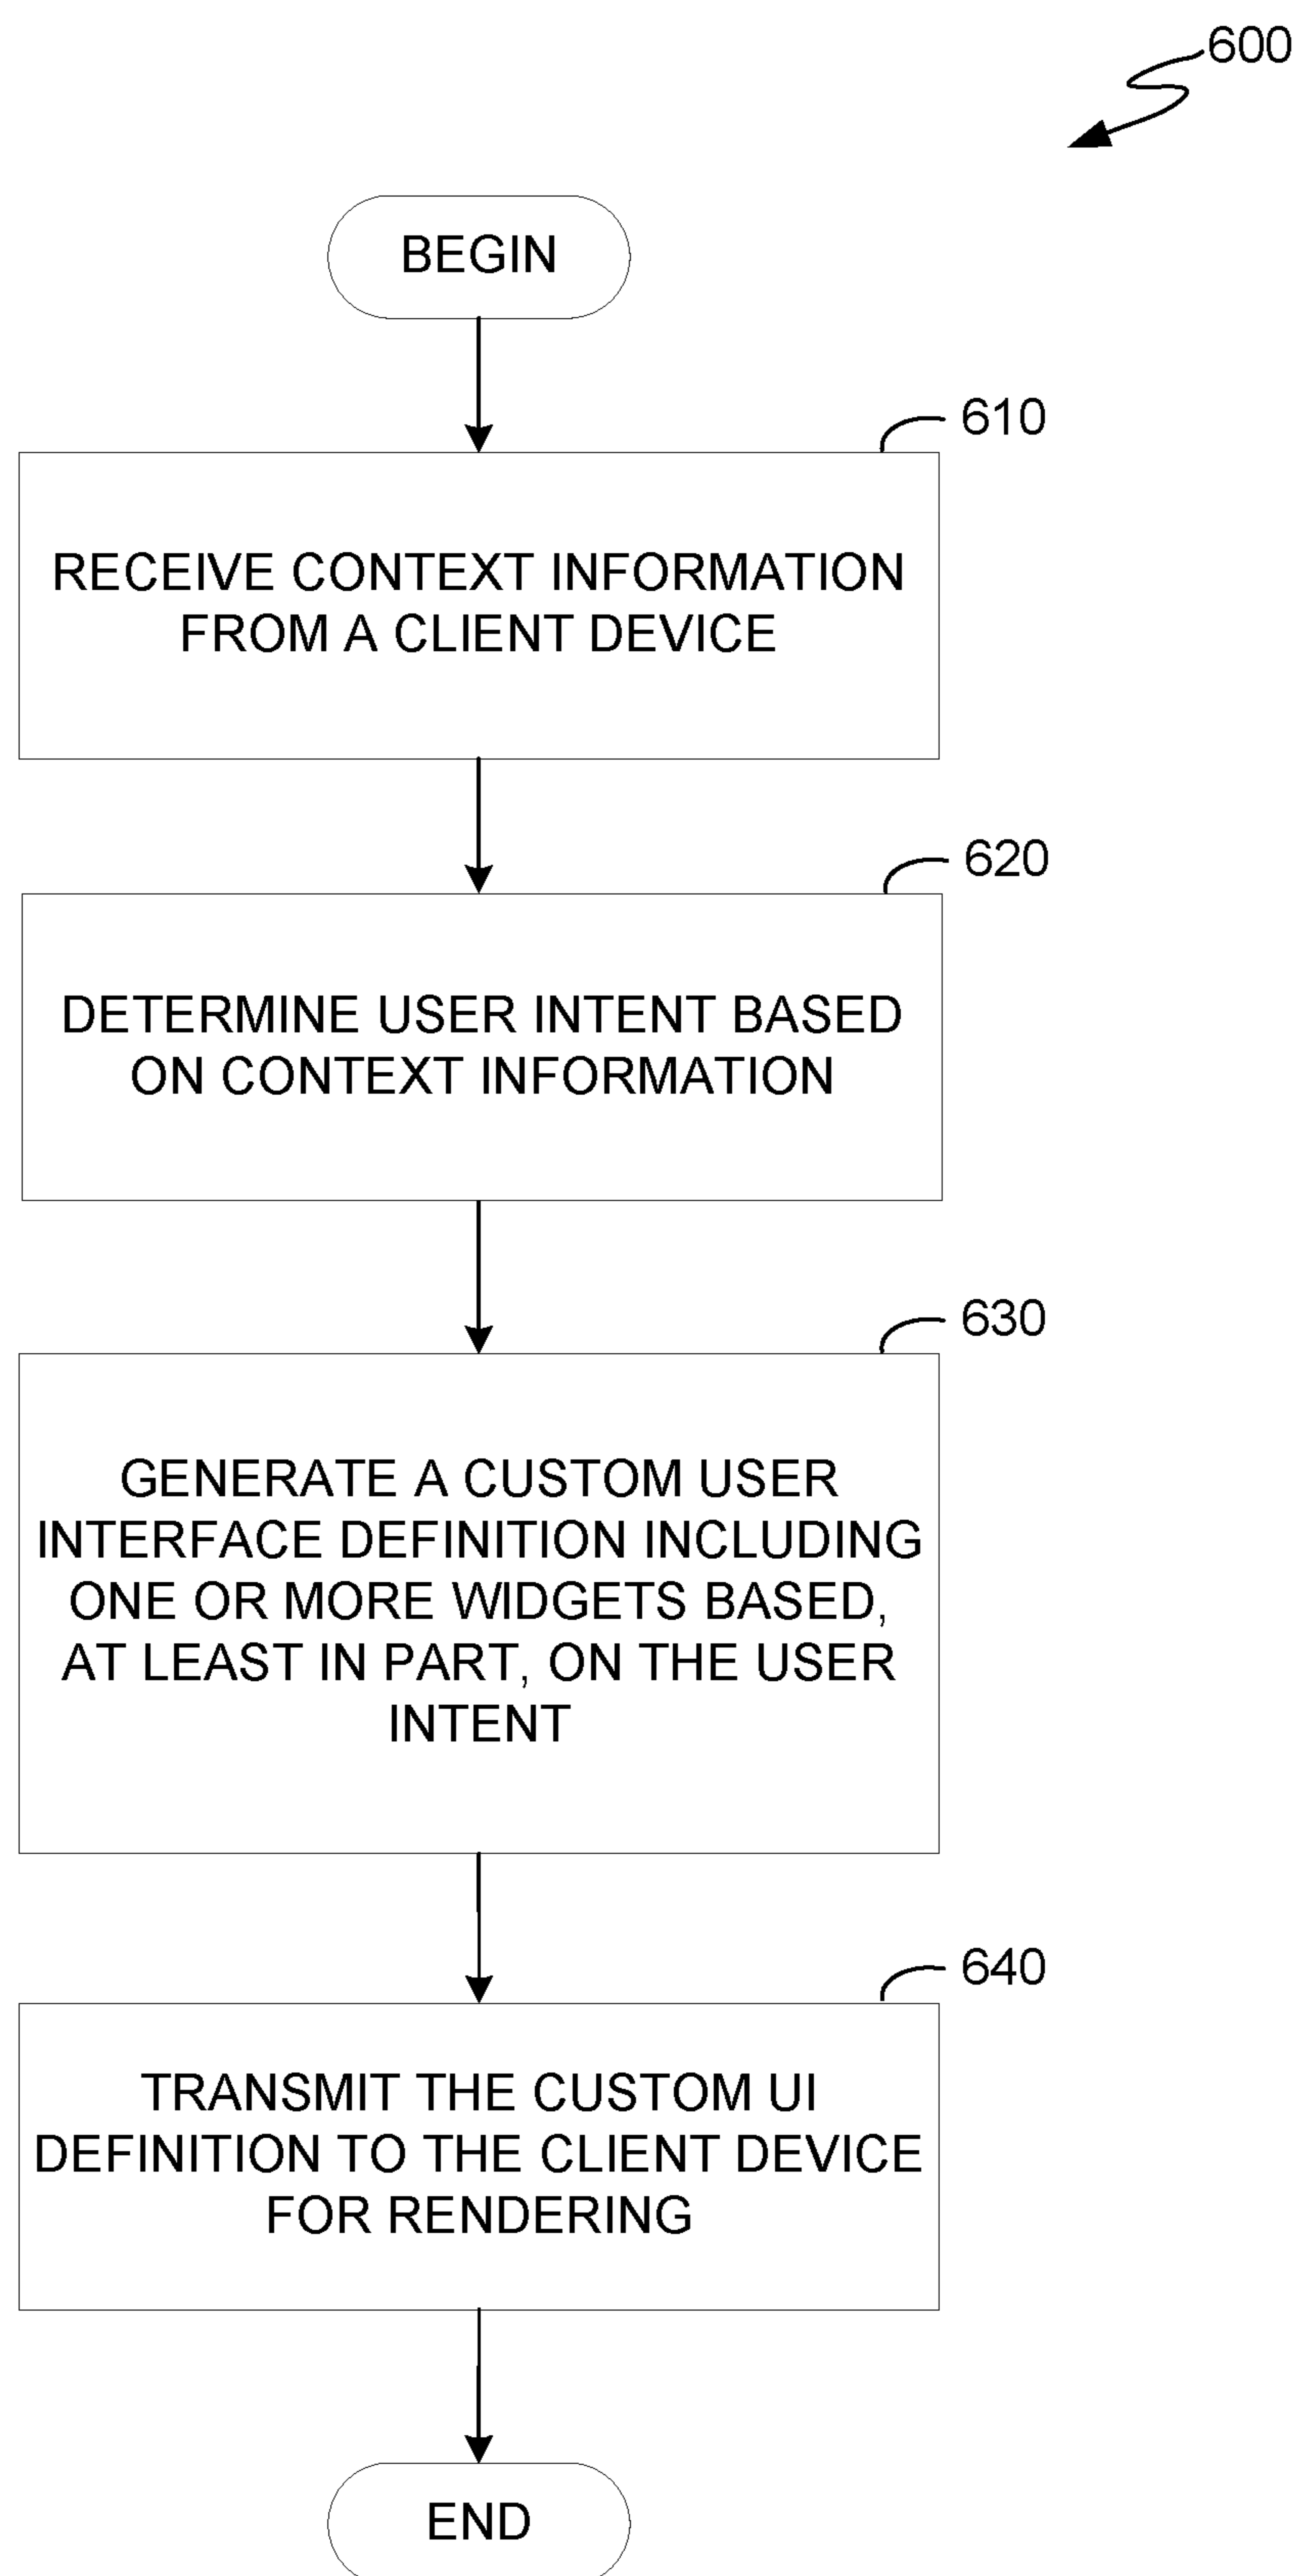 600
BEGIN
610
RECEIVE CONTEXT INFORMATION
FROM A CLIENT DEVICE
620
DETERMINE USER INTENT BASED
ON CONTEXT INFORMATION
630
GENERATE A CUSTOM USER
INTERFACE DEFINITION INCLUDING
ONE OR MORE WIDGETS BASED,
AT LEAST IN PART, ON THE USER
INTENT
640
TRANSMIT THE CUSTOM UI
DEFINITION TO THE CLIENT DEVICE
FOR RENDERING
END